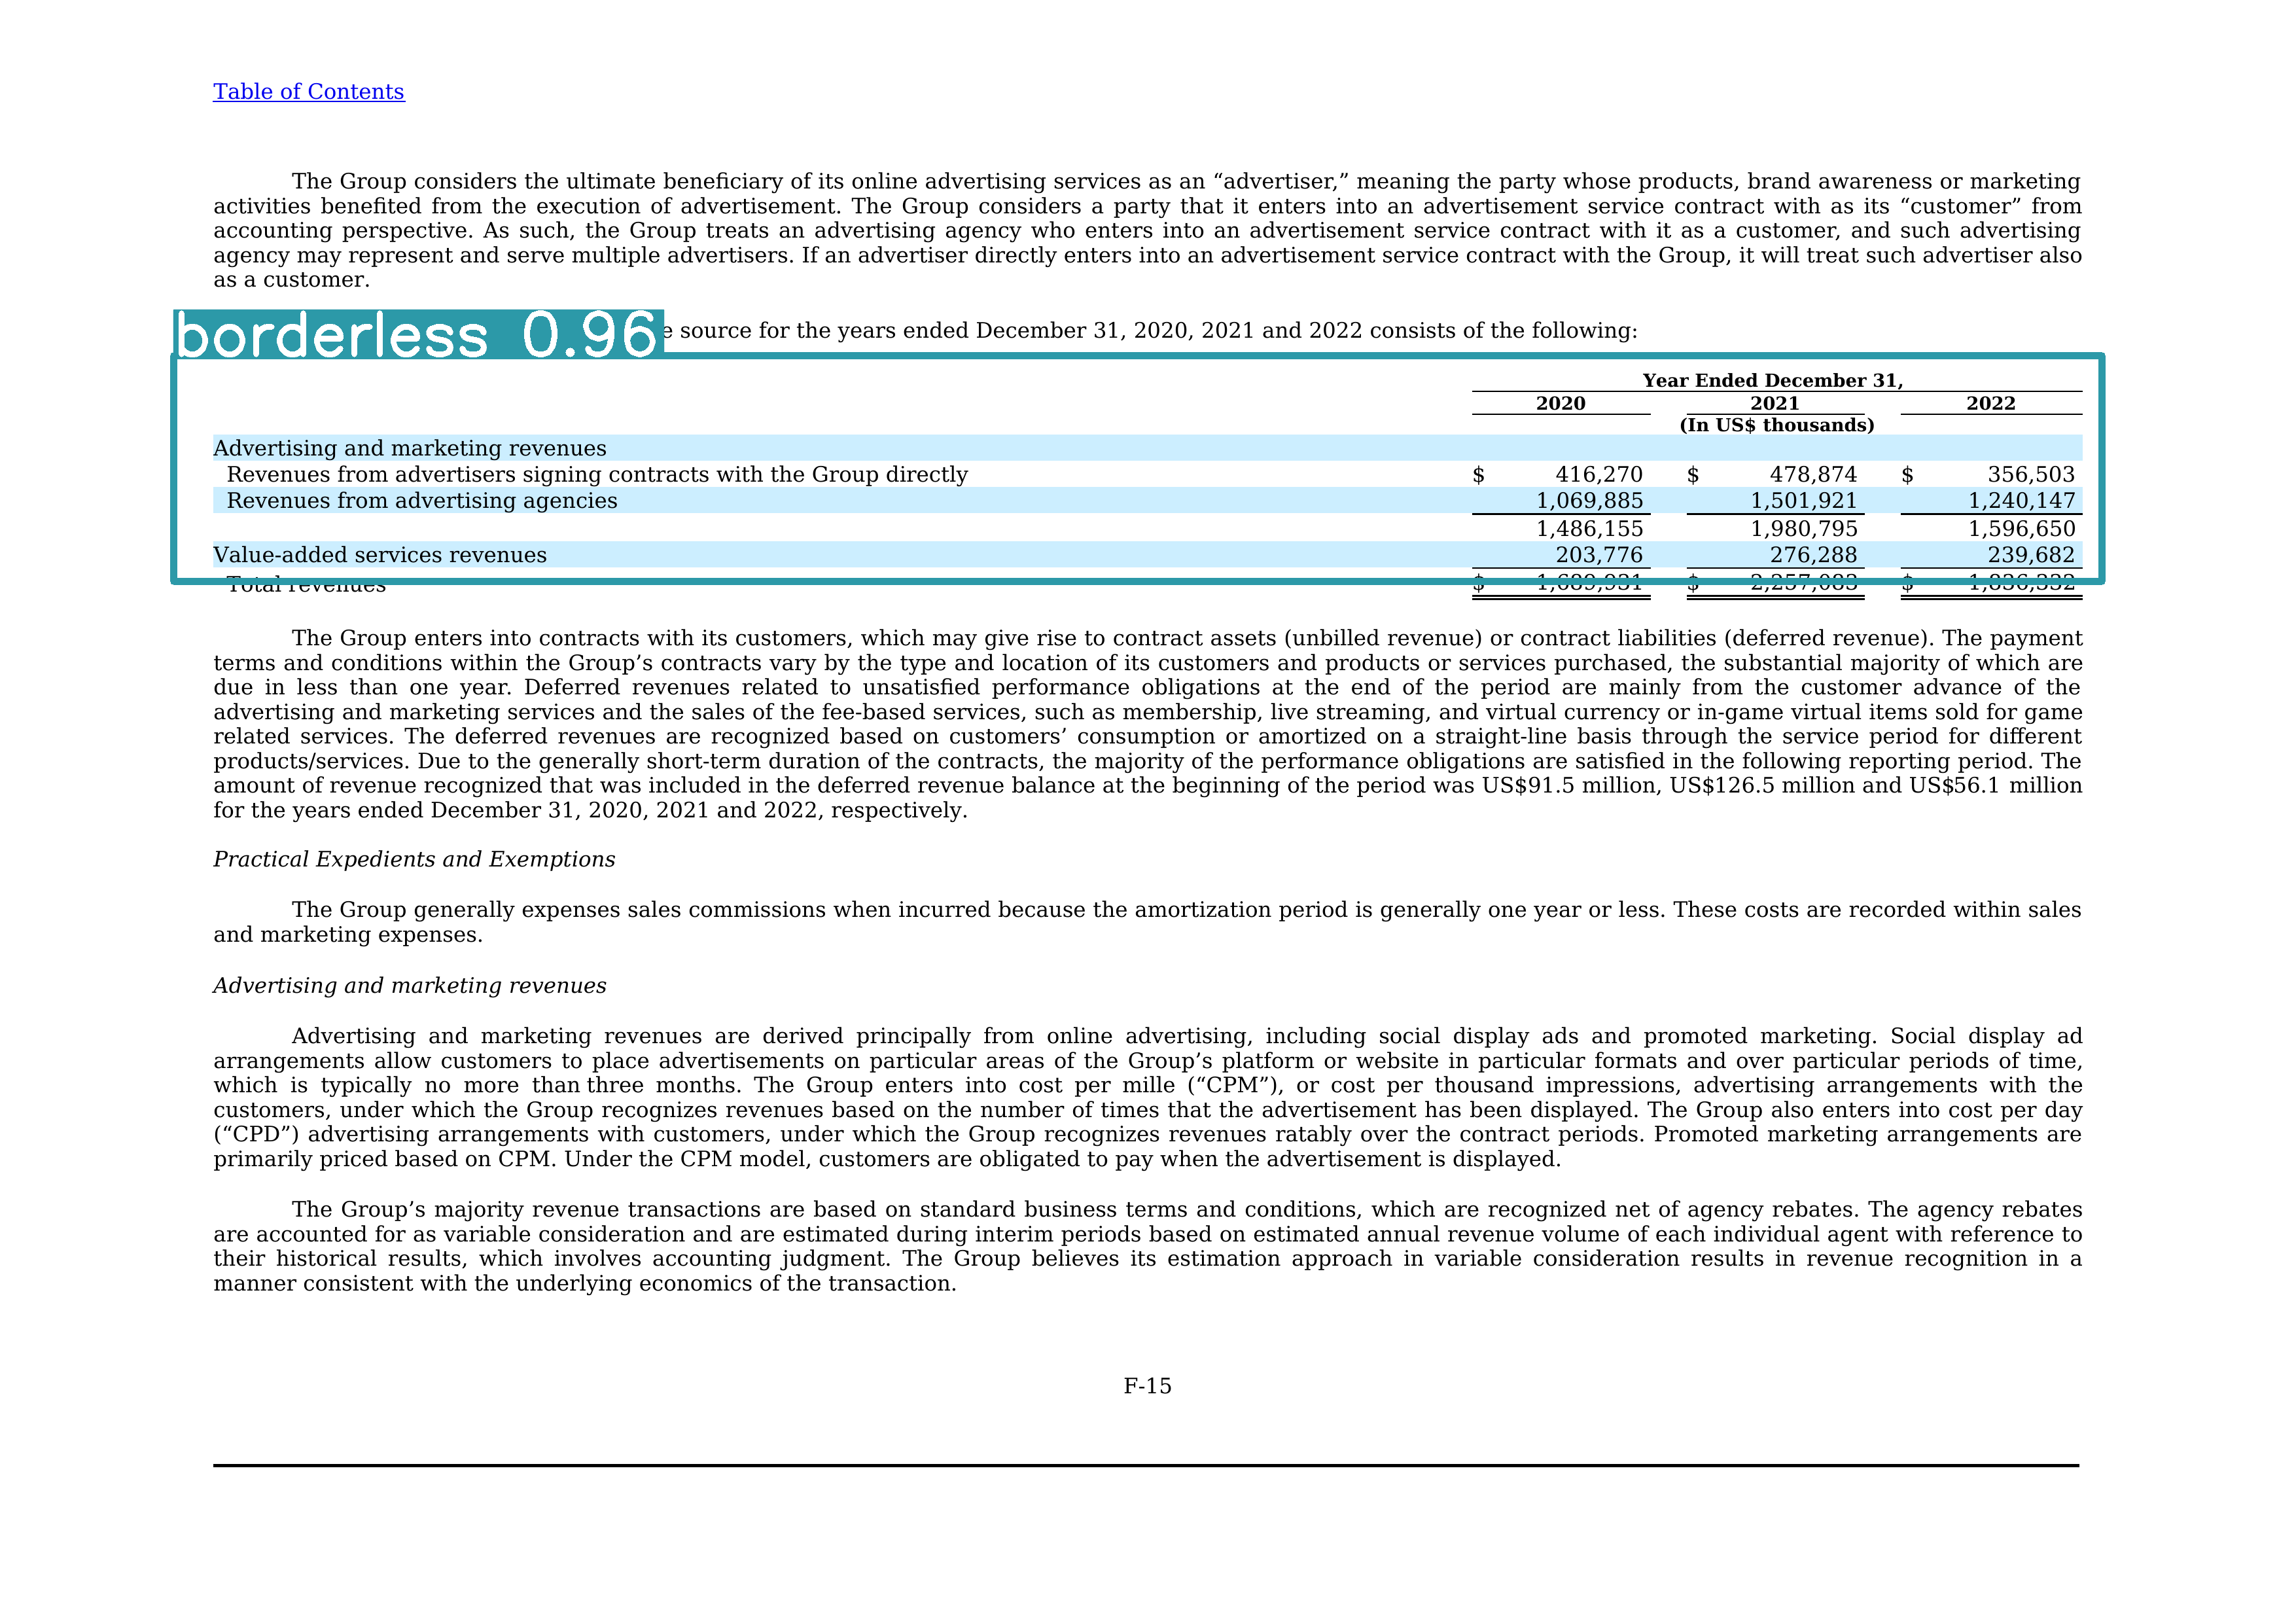 Table of Contents
The Group considers the ultimate beneficiary of its online advertising services as an “advertiser,” meaning the party whose products, brand awareness or marketing
activities benefited from the execution of advertisement. The Group considers a party that it enters into an advertisement service contract with as its “customer” from
accounting perspective. As such, the Group treats an advertising agency who enters into an advertisement service contract with it as a customer, and such advertising
agency may represent and serve multiple advertisers. If an advertiser directly enters into an advertisement service contract with the Group, it will treat such advertiser also
as a customer.
borderless 0.96
source for the years ended December 31, 2020, 2021 and 2022 consists of the following:
Year Ended December 31,
2020 2021 2022
(In US$ thousands)
Advertising and marketing revenues
Revenues from advertisers signing contracts with the Group directly $ 416,270 $ 478,874 $ 356,503
Revenues from advertising agencies 1,069,885 1,501,921 1,240,147
1,486,155 1,980,795 1,596,650
Value-added services revenues 203,776 276,288 239,682
Total revenues $ 1,689,931 $ 2,257,083 $ 1,836,332
The Group enters into contracts with its customers, which may give rise to contract assets (unbilled revenue) or contract liabilities (deferred revenue). The payment
terms and conditions within the Group’s contracts vary by the type and location of its customers and products or services purchased, the substantial majority of which are
due in less than one year. Deferred revenues related to unsatisfied performance obligations at the end of the period are mainly from the customer advance of the
advertising and marketing services and the sales of the fee-based services, such as membership, live streaming, and virtual currency or in-game virtual items sold for game
related services. The deferred revenues are recognized based on customers’ consumption or amortized on a straight-line basis through the service period for different
products/services. Due to the generally short-term duration of the contracts, the majority of the performance obligations are satisfied in the following reporting period. The
amount of revenue recognized that was included in the deferred revenue balance at the beginning of the period was US$91.5 million, US$126.5 million and US$56.1 million
for the years ended December 31, 2020, 2021 and 2022, respectively.
Practical Expedients and Exemptions
The Group generally expenses sales commissions when incurred because the amortization period is generally one year or less. These costs are recorded within sales
and marketing expenses.
Advertising and marketing revenues
Advertising and marketing revenues are derived principally from online advertising, including social display ads and promoted marketing. Social display ad
arrangements allow customers to place advertisements on particular areas of the Group’s platform or website in particular formats and over particular periods of time,
which is typically no more than three months. The Group enters into cost per mille (“CPM”), or cost per thousand impressions, advertising arrangements with the
customers, under which the Group recognizes revenues based on the number of times that the advertisement has been displayed. The Group also enters into cost per day
(“CPD”) advertising arrangements with customers, under which the Group recognizes revenues ratably over the contract periods. Promoted marketing arrangements are
primarily priced based on CPM. Under the CPM model, customers are obligated to pay when the advertisement is displayed.
The Group’s majority revenue transactions are based on standard business terms and conditions, which are recognized net of agency rebates. The agency rebates
are accounted for as variable consideration and are estimated during interim periods based on estimated annual revenue volume of each individual agent with reference to
their historical results, which involves accounting judgment. The Group believes its estimation approach in variable consideration results in revenue recognition in a
manner consistent with the underlying economics of the transaction.
F-15